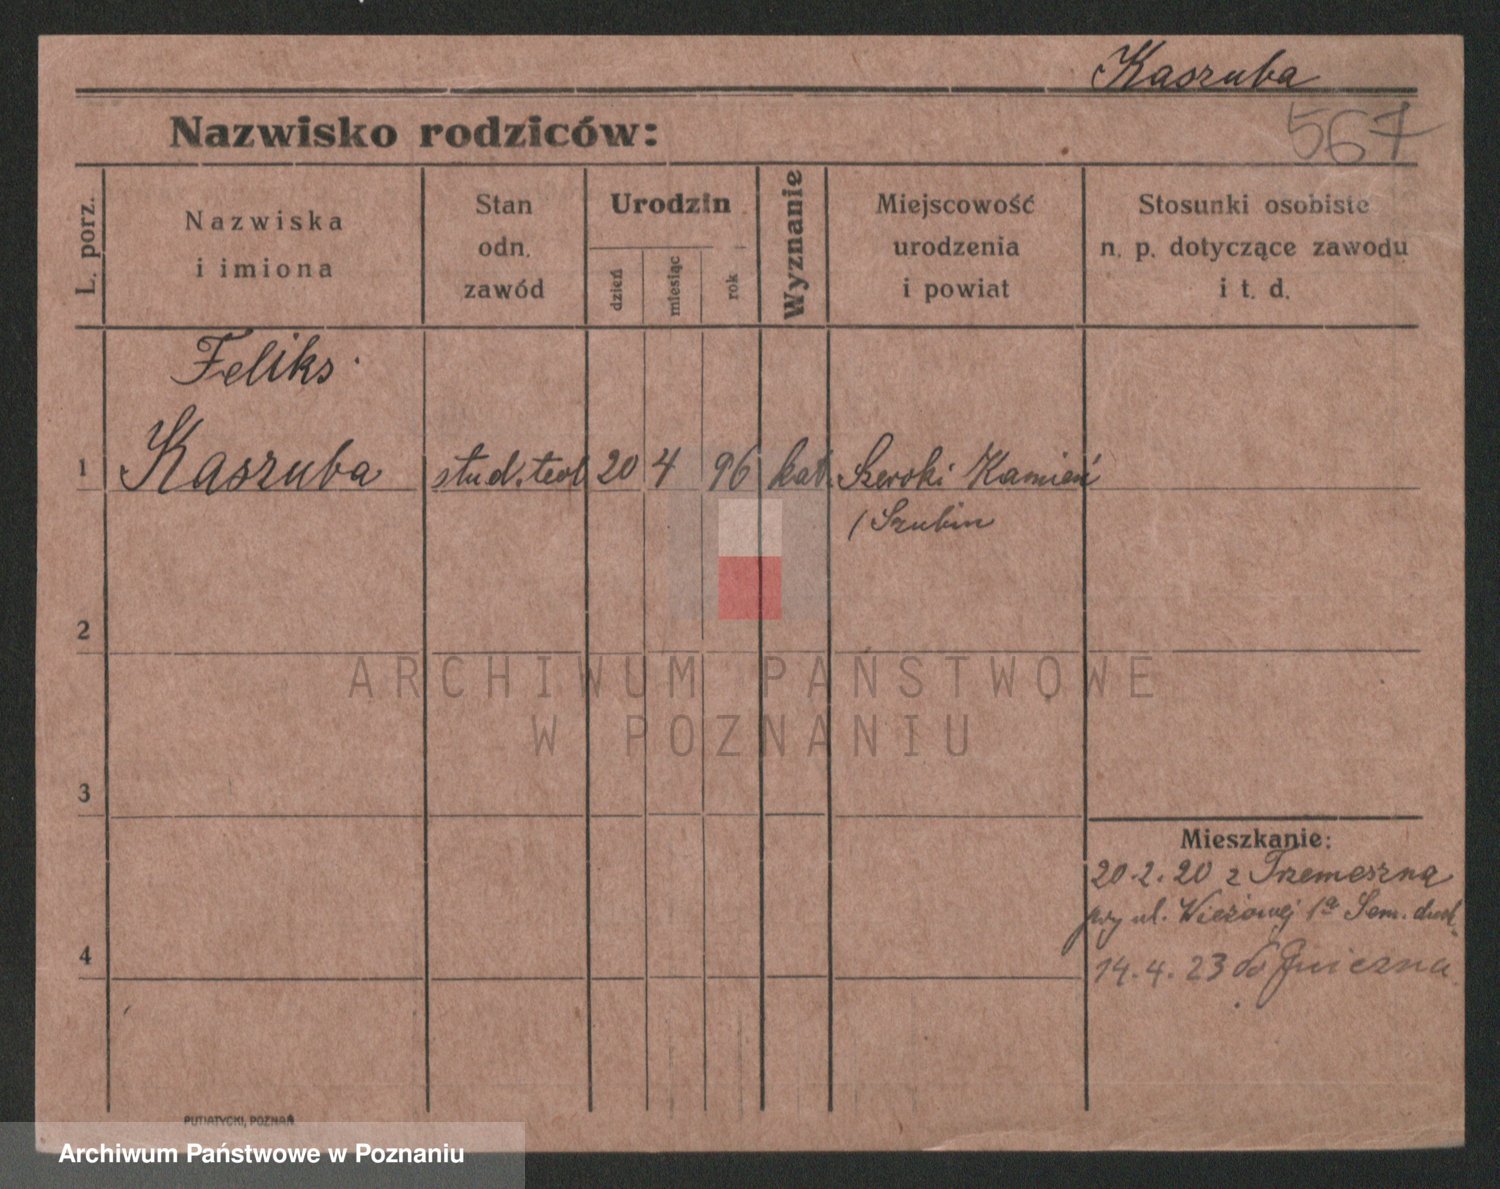 Kaszuba
Nazwisko rodziców:
567
L. porz.
Nazwiska
i imiona
Stan
odn.
zawód
Urodzin
dzień
miesiąc
rok
Wyznanie
Miejscowość
urodzenia
i powiat
Stosunki osobiste
n. p. dotyczące zawodu
i t. d.
Feliks
1 Kaszuba stud. teol 20 4 96 kat. Szeroki Kamień
/Szubin
2
3
4
ARCHIWUM PAŃSTWOWE
W POZNANIU
Mieszkanie:
20.2.20 z Trzemeszna
przy ul. Wieżowej 1a Sem. duch.
14.4.23 do Gniezna
PUTIATYCKI, POZNAŃ
Archiwum Państwowe w Poznaniu